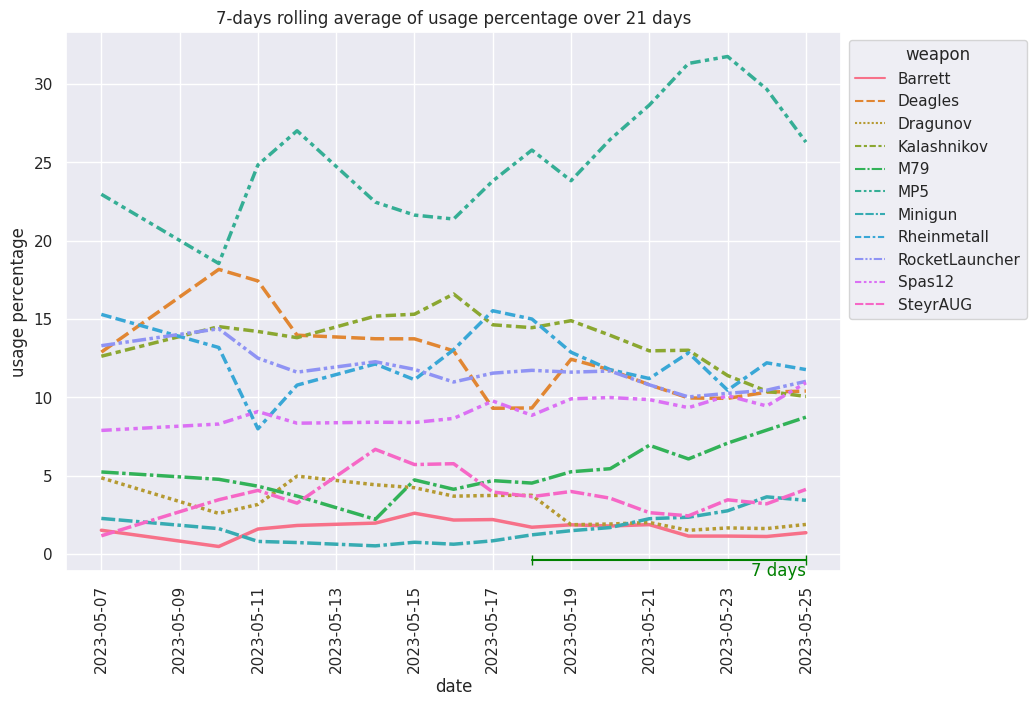 7-days rolling average of usage percentage over 21 days
weapon
Barrett
Deagles
Dragunov
Kalashnikov
M79
MP5
Minigun
Rheinmetall
RocketLauncher
Spas12
SteyrAUG
usage percentage
30
25
20
15
10
5
0
7 days
2023-05-07
2023-05-09
2023-05-11
2023-05-13
2023-05-15
2023-05-17
2023-05-19
2023-05-21
2023-05-23
2023-05-25
date